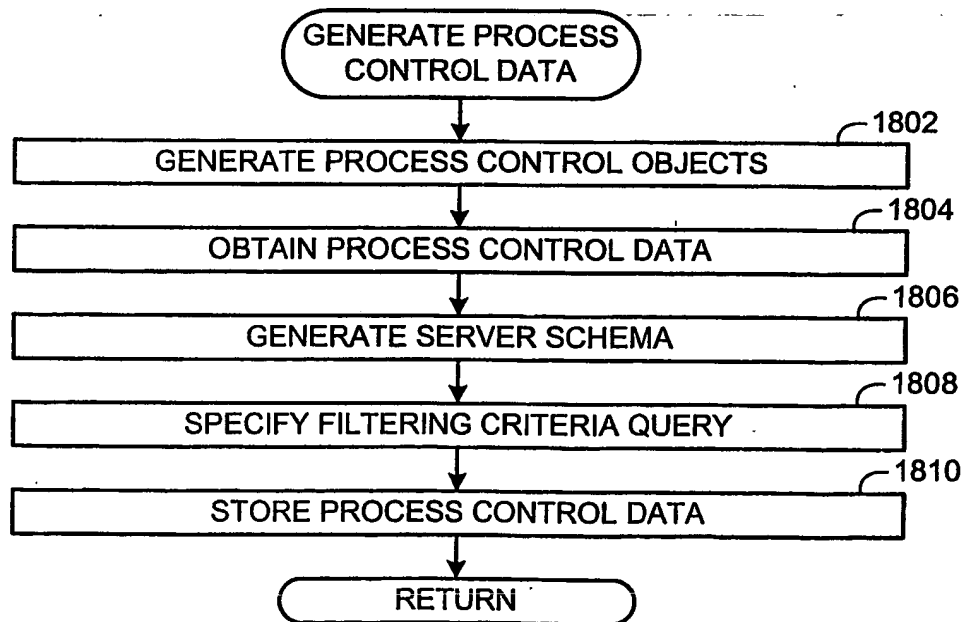 GENERATE PROCESS
CONTROL DATA
1802
GENERATE PROCESS CONTROL OBJECTS
1804
OBTAIN PROCESS CONTROL DATA
1806
GENERATE SERVER SCHEMA
1808
SPECIFY FILTERING CRITERIA QUERY
1810
STORE PROCESS CONTROL DATA
RETURN